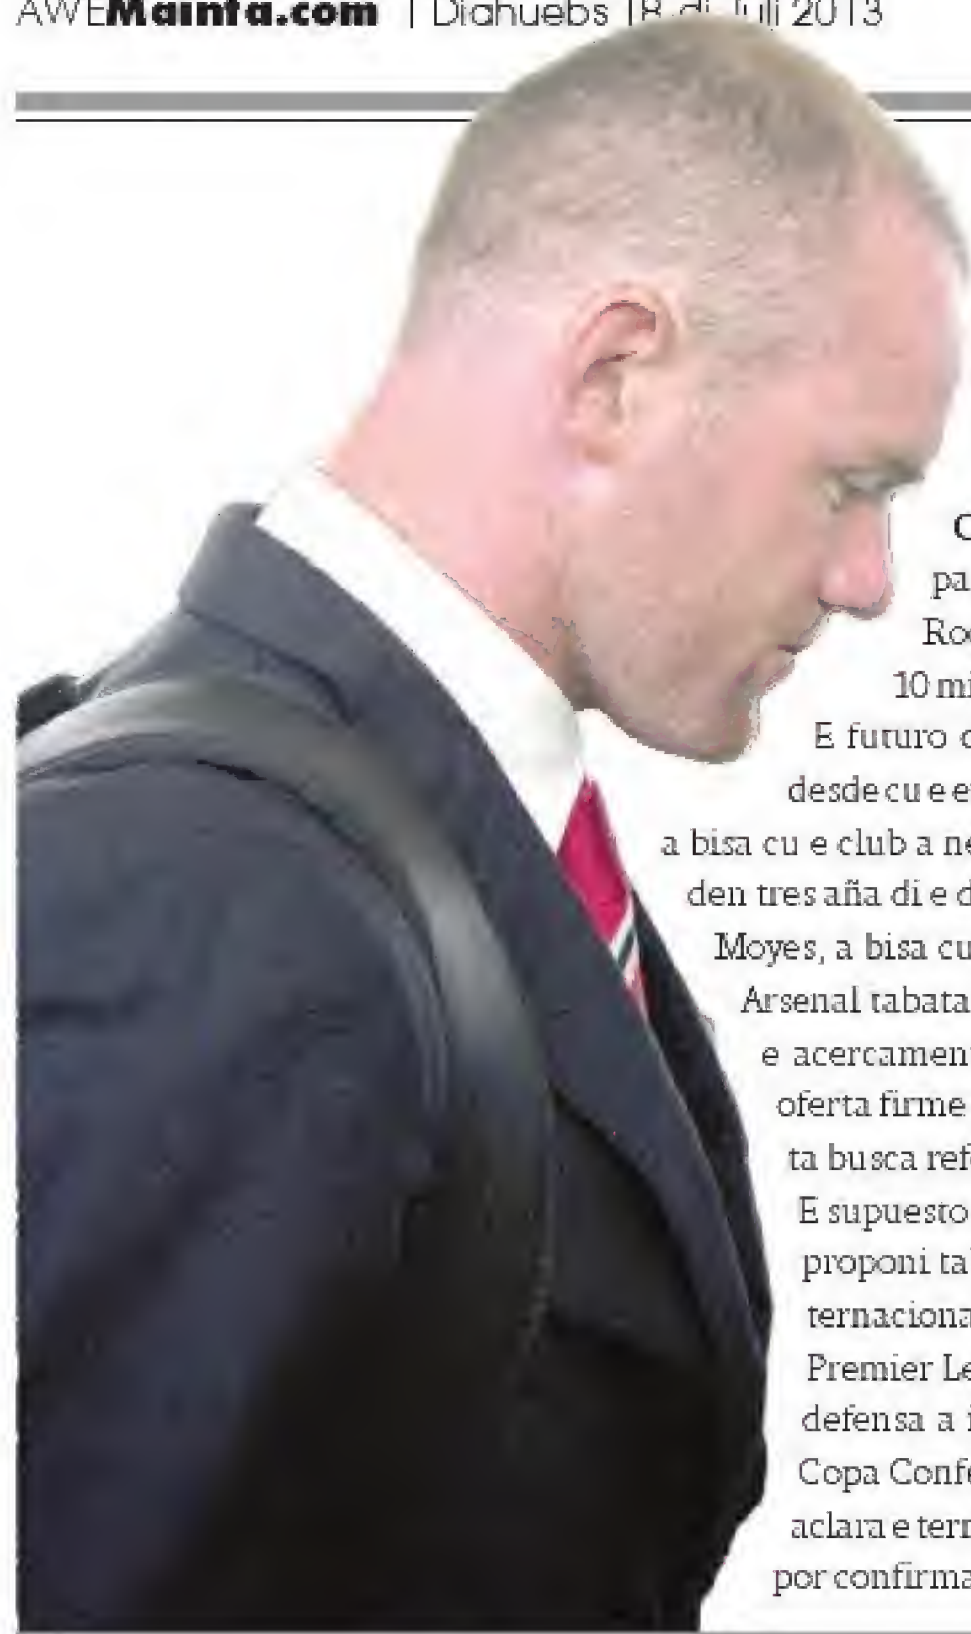 AWEMainta.com | Diahuebs 18 di Juli 2013
pa
10 mi
E futuro
desde cu e e
a bisa cu e club a ne
den tres aña di e d
Moyes, a bisa cu
Arsenal tabata
e acercamen
oferta firme
ta busca ref
E supuesto
proponi ta
ternaciona
Premier Le
defensa a i
Copa Confe
aclara e ter
por confirma